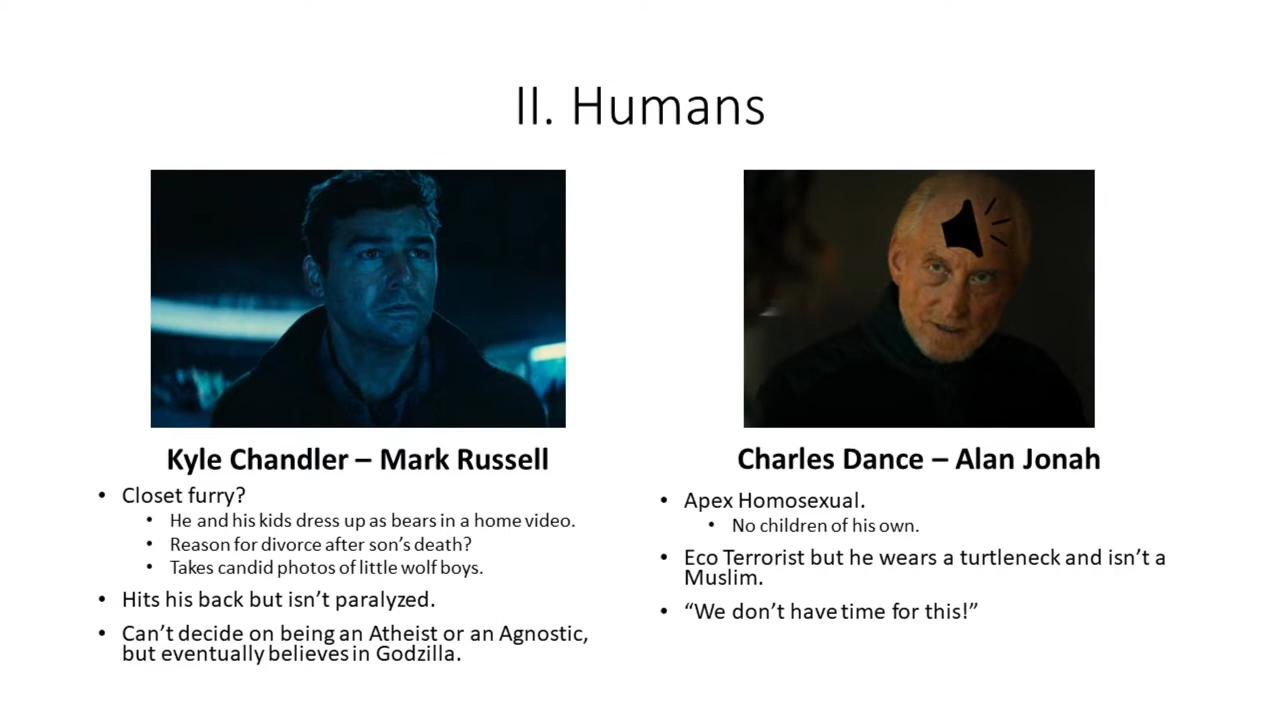 II. Humans
Kyle Chandler – Mark Russell
• Closet furry?
• He and his kids dress up as bears in a home video.
• Reason for divorce after son’s death?
• Takes candid photos of little wolf boys.
• Hits his back but isn’t paralyzed.
• Can’t decide on being an Atheist or an Agnostic,
but eventually believes in Godzilla.
Charles Dance – Alan Jonah
• Apex Homosexual.
• No children of his own.
• Eco Terrorist but he wears a turtleneck and isn’t a
Muslim.
• “We don’t have time for this!”